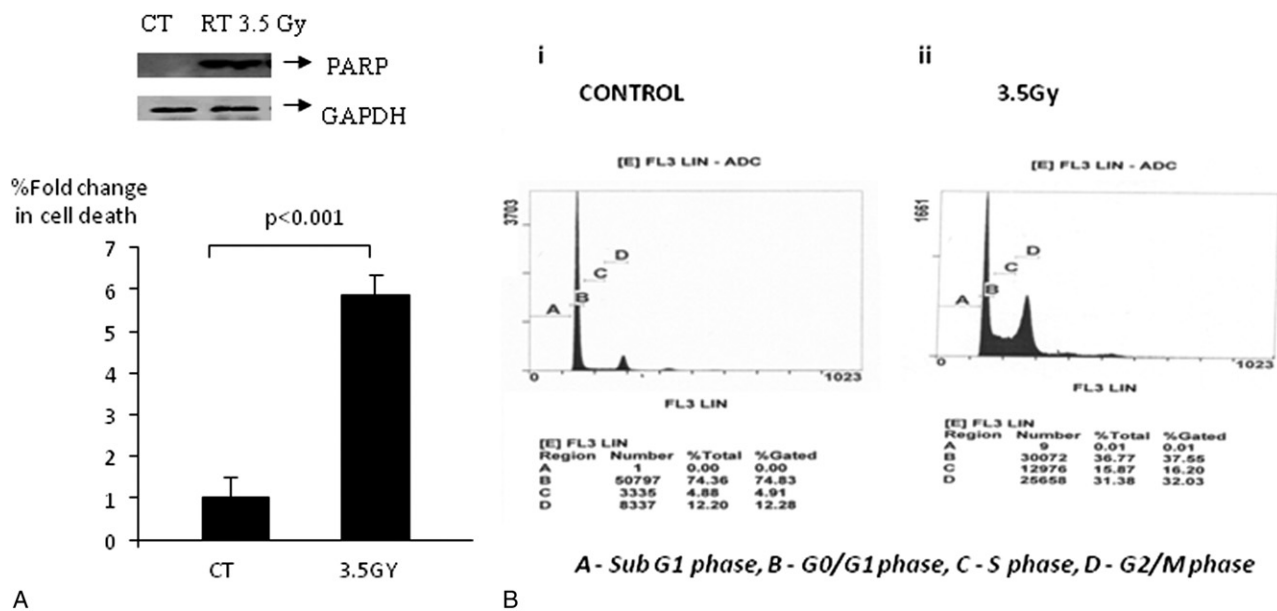 CT RT 3.5 Gy
PARP
GAPDH
%Fold change
in cell death
p<0.001
7
6
5
4
3
2
1
0
CT 3.5GY
A
i
CONTROL
[E] FL3 LIN - ADC
3703
A B C D
0 1023
FL3 LIN
[E] FL3 LIN
Region Number %Total %Gated
A 1 0.00 0.00
B 50797 74.36 74.83
C 3335 4.88 4.91
D 8337 12.20 12.28
ii
3.5Gy
[E] FL3 LIN - ADC
1661
A B C D
0 1023
FL3 LIN
[E] FL3 LIN
Region Number %Total %Gated
A 9 0.01 0.01
B 30072 36.77 37.55
C 12976 15.87 16.20
D 25658 31.38 32.03
A - Sub G1 phase, B - G0/G1 phase, C - S phase, D - G2/M phase
B